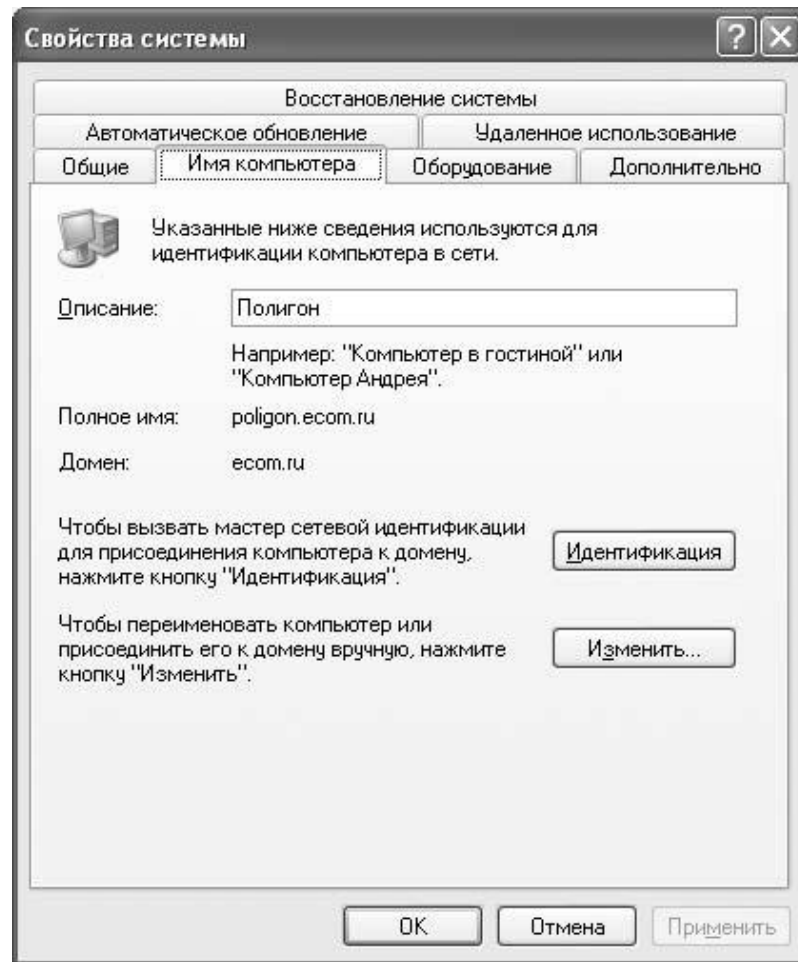 Свойства системы
Восстановление системы
Автоматическое обновление Удаленное использование
Общие Имя компьютера Оборудование Дополнительно
Указанные ниже сведения используются для
идентификации компьютера в сети.
Описание: Полигон
Например: "Компьютер в гостиной" или
"Компьютер Андрея".
Полное имя: poligon.ecom.ru
Домен: ecom.ru
Чтобы вызвать мастер сетевой идентификации
для присоединения компьютера к домену,
нажмите кнопку "Идентификация".
Идентификация
Чтобы переименовать компьютер или
присоединить его к домену вручную, нажмите
кнопку "Изменить".
Изменить...
OK Отмена Применить